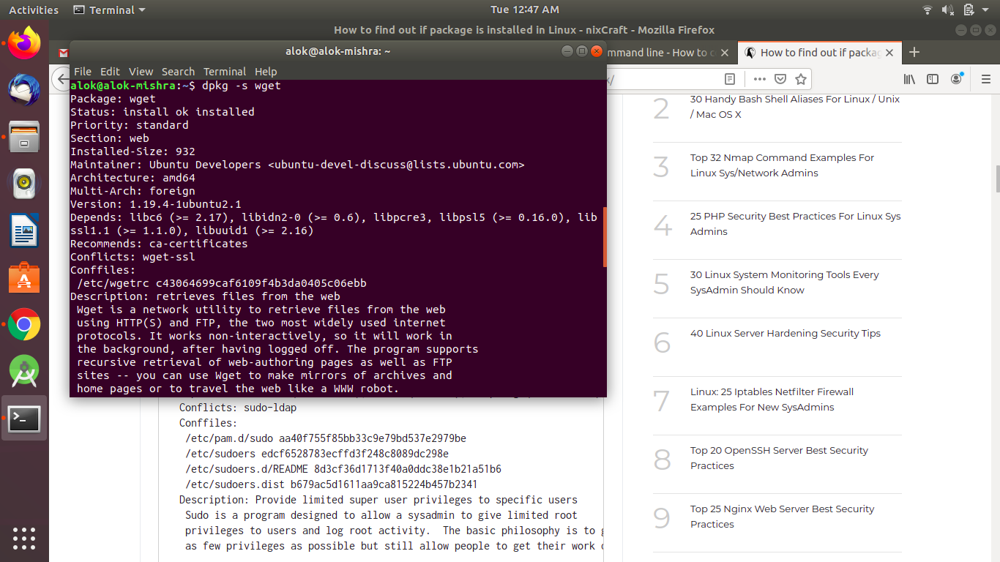 Activities
Terminal
Tue 12:47 AM
How to find out if package is installed in Linux - nixCraft - Mozilla Firefox
alok@alok-mishra: ~
mmand line - How to
How to find out if packa
File Edit View Search Terminal Help
alok@alok-mishra:~$ dpkg -s wget
Package: wget
Status: install ok installed
Priority: standard
Section: web
Installed-Size: 932
Maintainer: Ubuntu Developers <ubuntu-devel-discuss@lists.ubuntu.com>
Architecture: amd64
Multi-Arch: foreign
Version: 1.19.4-1ubuntu2.1
Depends: libc6 (>= 2.17), libidn2-0 (>= 0.6), libpcre3, libpsl5 (>= 0.16.0), lib
ssl1.1 (>= 1.1.0), libuuid1 (>= 2.16)
Recommends: ca-certificates
Conflicts: wget-ssl
Conffiles:
/etc/wgetrc c43064699caf6109f4b3da0405c06ebb
Description: retrieves files from the web
Wget is a network utility to retrieve files from the web
using HTTP(S) and FTP, the two most widely used internet
protocols. It works non-interactively, so it will work in
the background, after having logged off. The program supports
recursive retrieval of web-authoring pages as well as FTP
sites -- you can use Wget to make mirrors of archives and
home pages or to travel the web like a WWW robot.
Conflicts: sudo-ldap
Conffiles:
/etc/pam.d/sudo aa40f755f85bb33c9e79bd537e2979be
/etc/sudoers edcf6528783ecffd3f248c8089dc298e
/etc/sudoers.d/README 8d3cf36d1713f40a0ddc38e1b21a51b6
/etc/sudoers.dist b679ac5d1611aa9ca815224b457b2341
Description: Provide limited super user privileges to specific users
Sudo is a program designed to allow a sysadmin to give limited root
privileges to users and log root activity. The basic philosophy is to
as few privileges as possible but still allow people to get their work
2
30 Handy Bash Shell Aliases For Linux / Unix
/ Mac OS X
3
Top 32 Nmap Command Examples For
Linux Sys/Network Admins
4
25 PHP Security Best Practices For Linux Sys
Admins
5
30 Linux System Monitoring Tools Every
SysAdmin Should Know
6
40 Linux Server Hardening Security Tips
7
Linux: 25 Iptables Netfilter Firewall
Examples For New SysAdmins
8
Top 20 OpenSSH Server Best Security
Practices
9
Top 25 Nginx Web Server Best Security
Practices